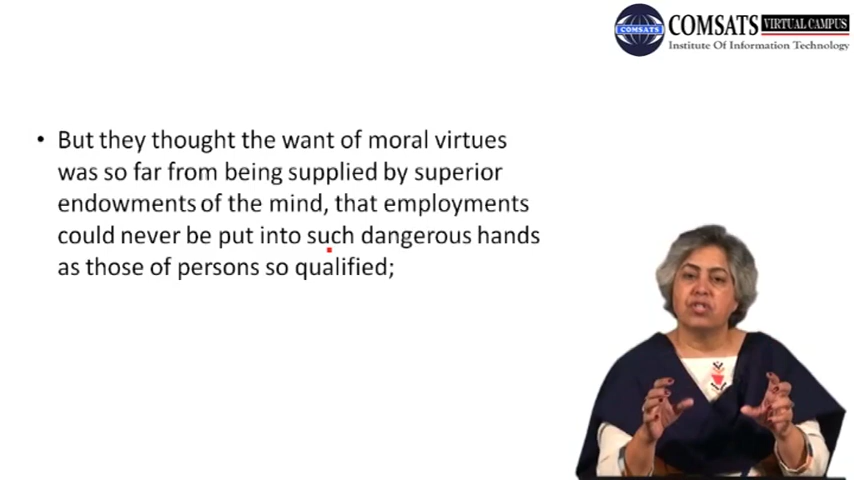 COMSATS VIRTUAL CAMPUS
COMSATS
Institute Of Information Technology
• But they thought the want of moral virtues
was so far from being supplied by superior
endowments of the mind, that employments
could never be put into such dangerous hands
as those of persons so qualified;